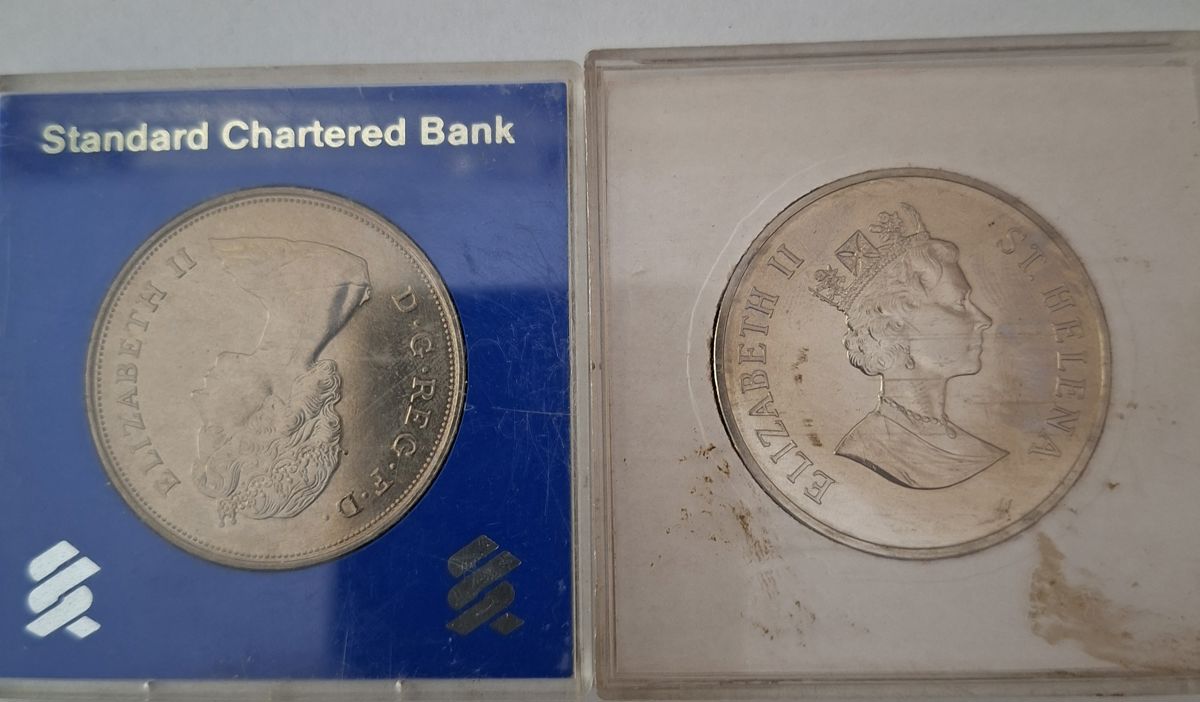 Standard Chartered Bank
ELIZABETH II
D·G·REG·F·D·
ELIZABETH II
ST. HELENA